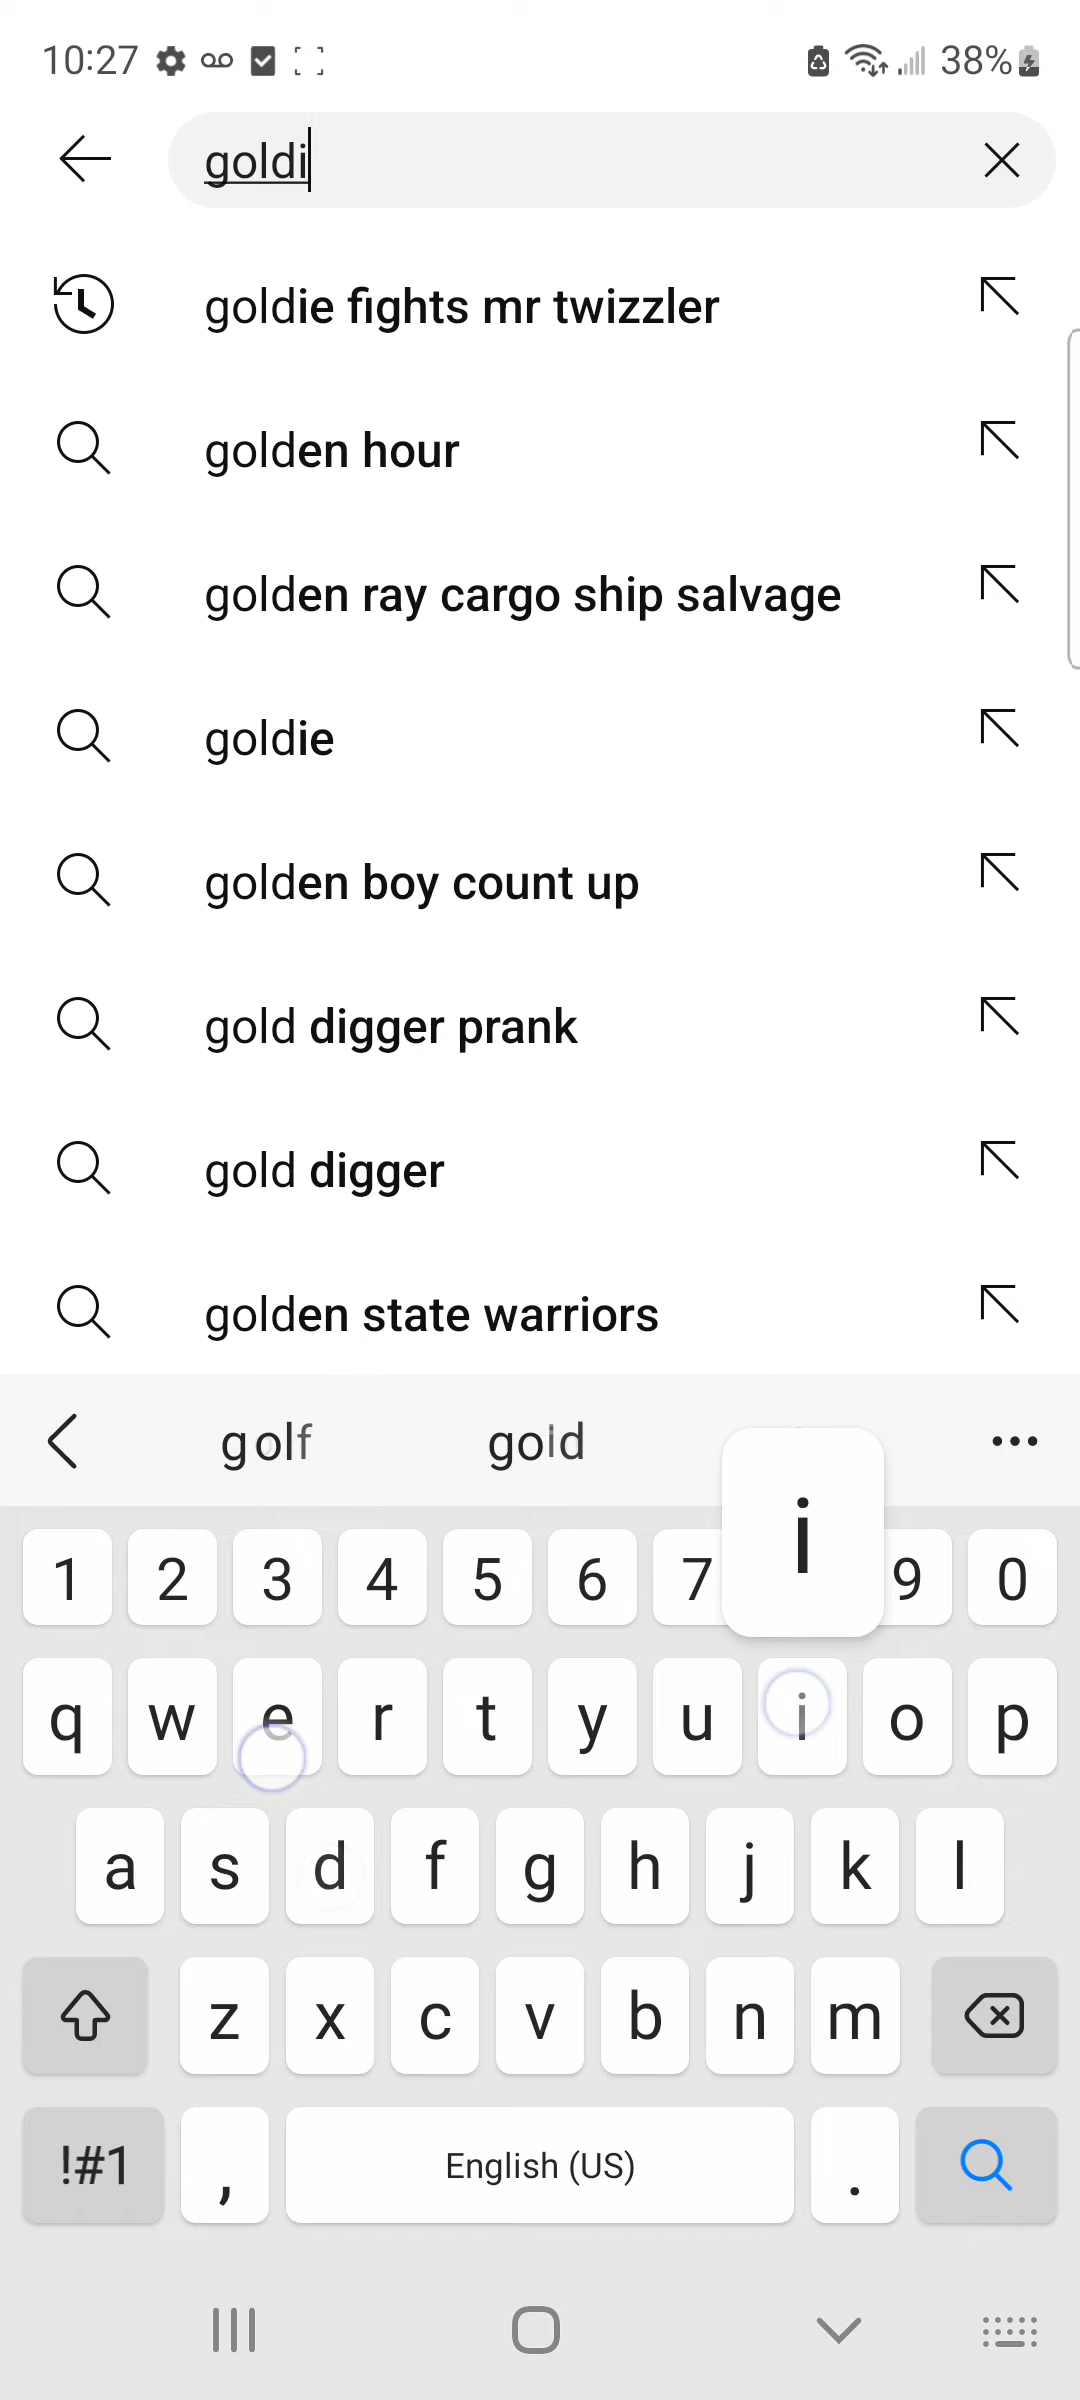 10:27 38%
goldi
goldie fights mr twizzler
golden hour
golden ray cargo ship salvage
goldie
golden boy count up
gold digger prank
gold digger
golden state warriors
golf goid
i
1 2 3 4 5 6 7 9 0
q w e r t y u i o p
a s d f g h j k l
z x c v b n m
!#1 , English (US) .